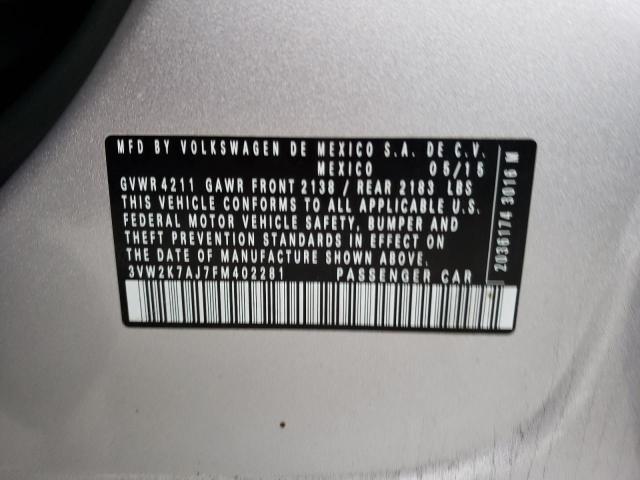 MFD BY VOLKSWAGEN DE MEXICO S.A. DE C.V.
MEXICO 05/15
GVWR 4211 GAWR FRONT 2138 / REAR 2183 LBS
THIS VEHICLE CONFORMS TO ALL APPLICABLE U.S.
FEDERAL MOTOR VEHICLE SAFETY, BUMPER AND
THEFT PREVENTION STANDARDS IN EFFECT ON
THE DATE OF MANUFACTURE SHOWN ABOVE.
3VW2K7AJ7FM402281 PASSENGER CAR
2036174 3016 M